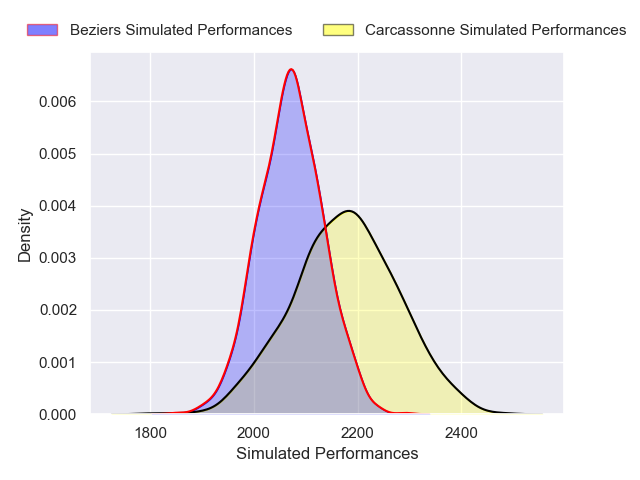 Beziers Simulated Performances Carcassonne Simulated Performances
0.006
0.005
0.004
0.003
0.002
0.001
0.000
Density
1800 2000 2200 2400
Simulated Performances